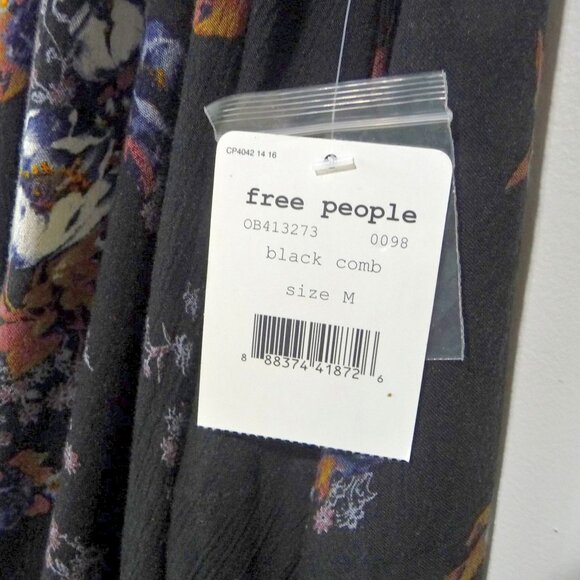 CP4042 14 16
free people
OB413273 0098
black comb
size M
8 88374 41872 6